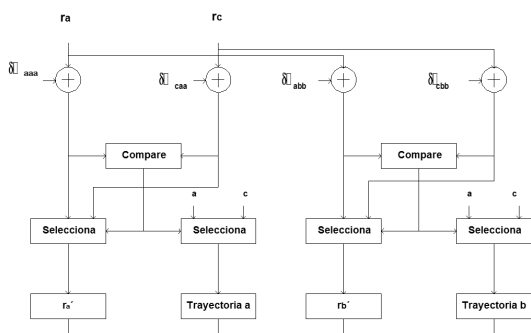 ra rc
δ aaa δ caa δ abb δ cbb
Compare Compare
a c a c
Selecciona Selecciona Selecciona Selecciona
ra´ Trayectoria a rb´ Trayectoria b